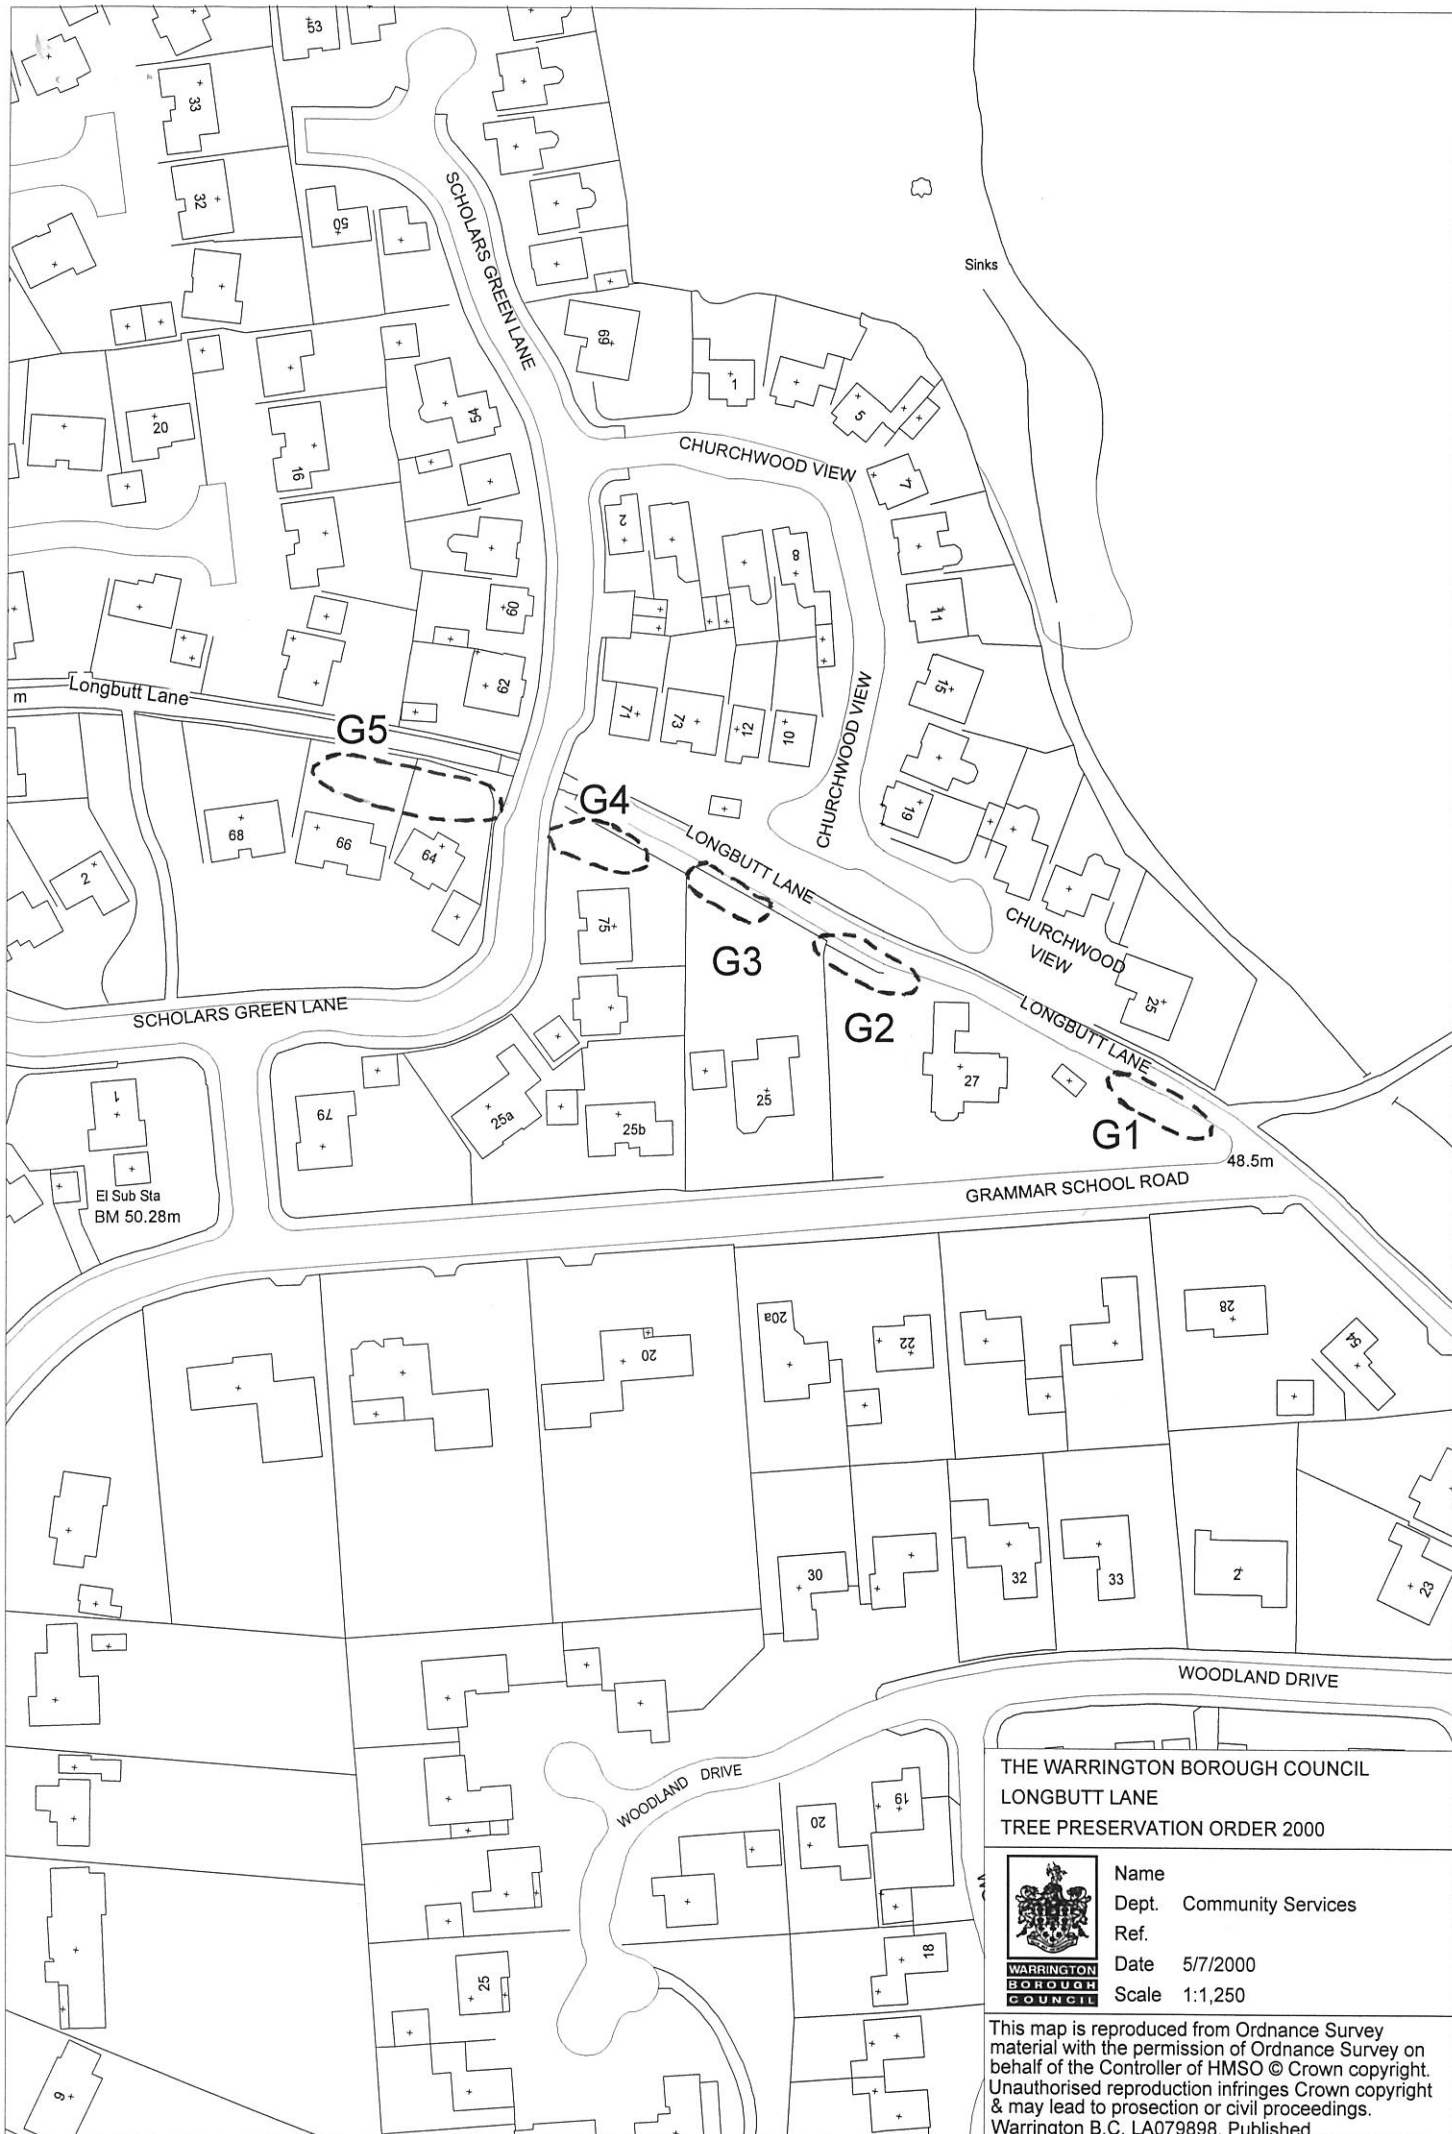 53
33
32
50
SCHOLARS GREEN LANE
Sinks
69
1
5
54
20
16
CHURCHWOOD VIEW
7
2
8
60
11
62
15
Longbutt Lane
m
G5
71
73
12
10
CHURCHWOOD VIEW
19
G4
LONGBUTT LANE
68
66
64
2
75
G3
CHURCHWOOD
VIEW
25
G2
SCHOLARS GREEN LANE
LONGBUTT LANE
1
79
25a
25b
25
27
G1
48.5m
El Sub Sta
BM 50.28m
GRAMMAR SCHOOL ROAD
20
20a
22
28
54
30
32
33
2
23
WOODLAND DRIVE
WOODLAND DRIVE
19
20
18
25
9
THE WARRINGTON BOROUGH COUNCIL
LONGBUTT LANE
TREE PRESERVATION ORDER 2000
WARRINGTON
BOROUGH
COUNCIL
Name
Dept. Community Services
Ref.
Date 5/7/2000
Scale 1:1,250
This map is reproduced from Ordnance Survey
material with the permission of Ordnance Survey on
behalf of the Controller of HMSO © Crown copyright.
Unauthorised reproduction infringes Crown copyright
& may lead to prosection or civil proceedings.
Warrington B.C. LA079898. Published